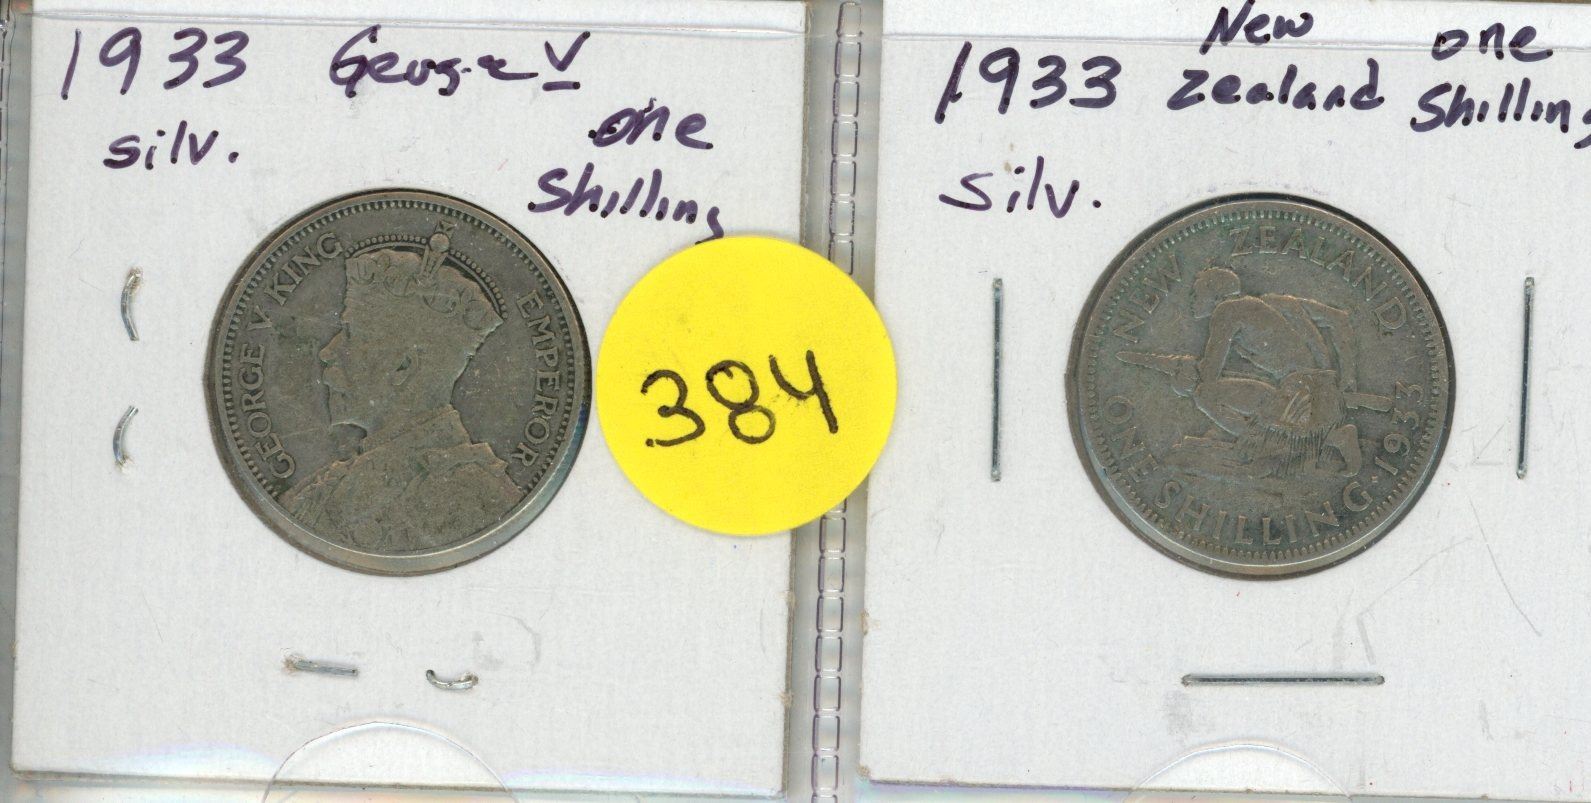 1933 George V
silv.
one
Shilling
GEORGE V KING EMPEROR
384
1933 New Zealand one Shilling
silv.
NEW ZEALAND
ONE SHILLING · 1933